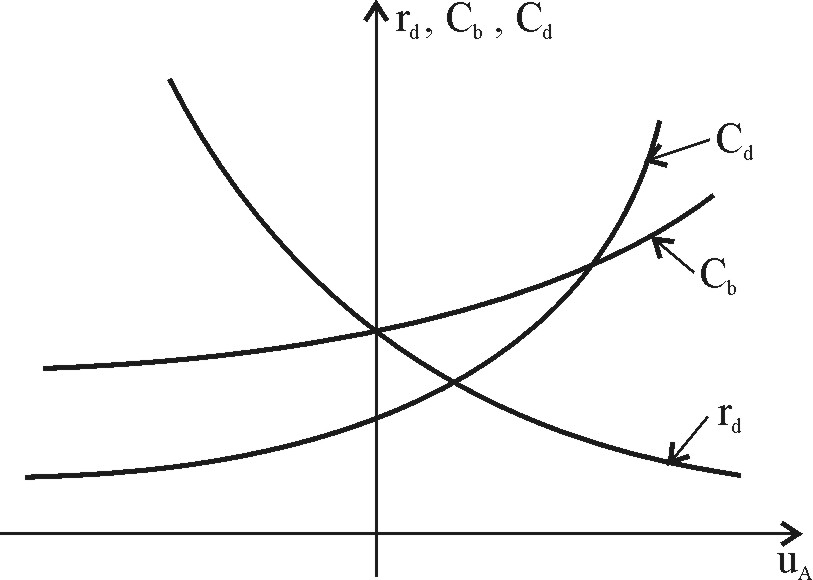 r_d, C_b, C_d
C_d
C_b
r_d
u_A